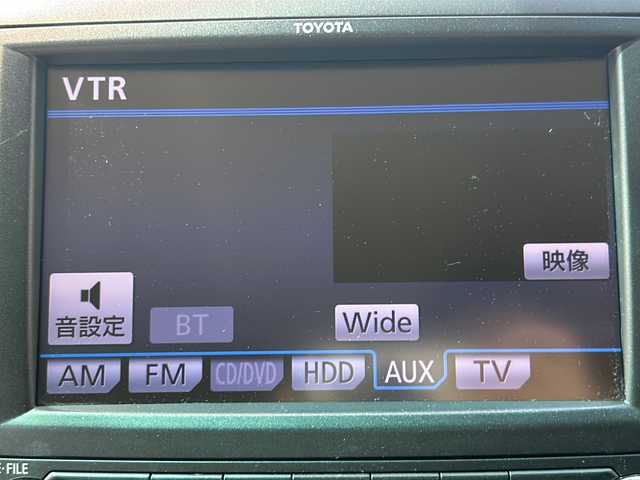 TOYOTA
VTR
映像
音設定
BT
Wide
AM
FM
CD/DVD
HDD
AUX
TV
E·FILE